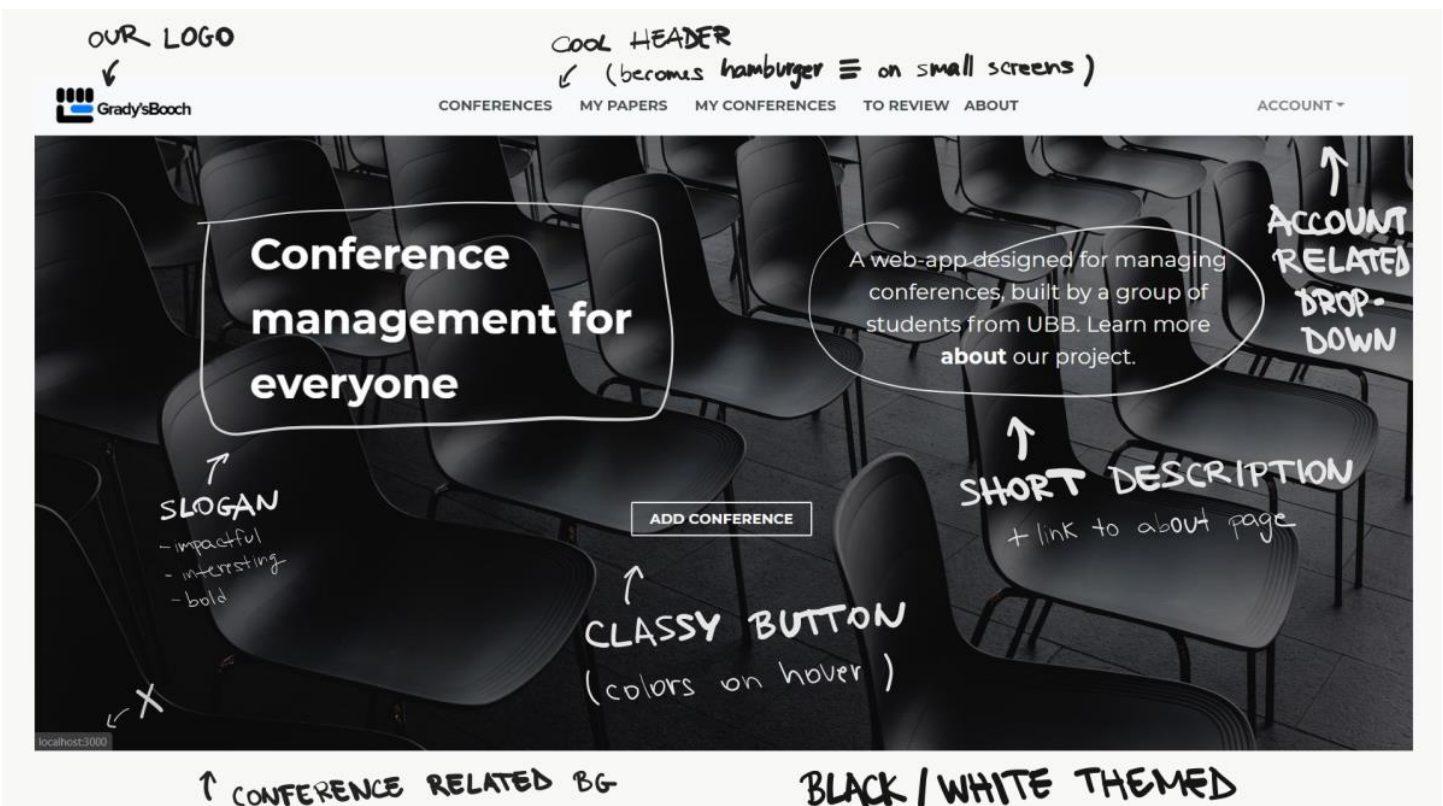 OUR LOGO
COOL HEADER
(becomes hamburger ≡ on small screens)
Grady'sBooch
CONFERENCES MY PAPERS MY CONFERENCES TO REVIEW ABOUT
ACCOUNT
ACCOUNT
RELATED
DROP-
DOWN
Conference
management for
everyone
A web-app designed for managing
conferences, built by a group of
students from UBB. Learn more
about our project.
SLOGAN
- impactful
- interesting
- bold
SHORT DESCRIPTION
+ link to about page
ADD CONFERENCE
CLASSY BUTTON
(colors on hover)
X
localhost:3000
CONFERENCE RELATED BG
BLACK / WHITE THEMED